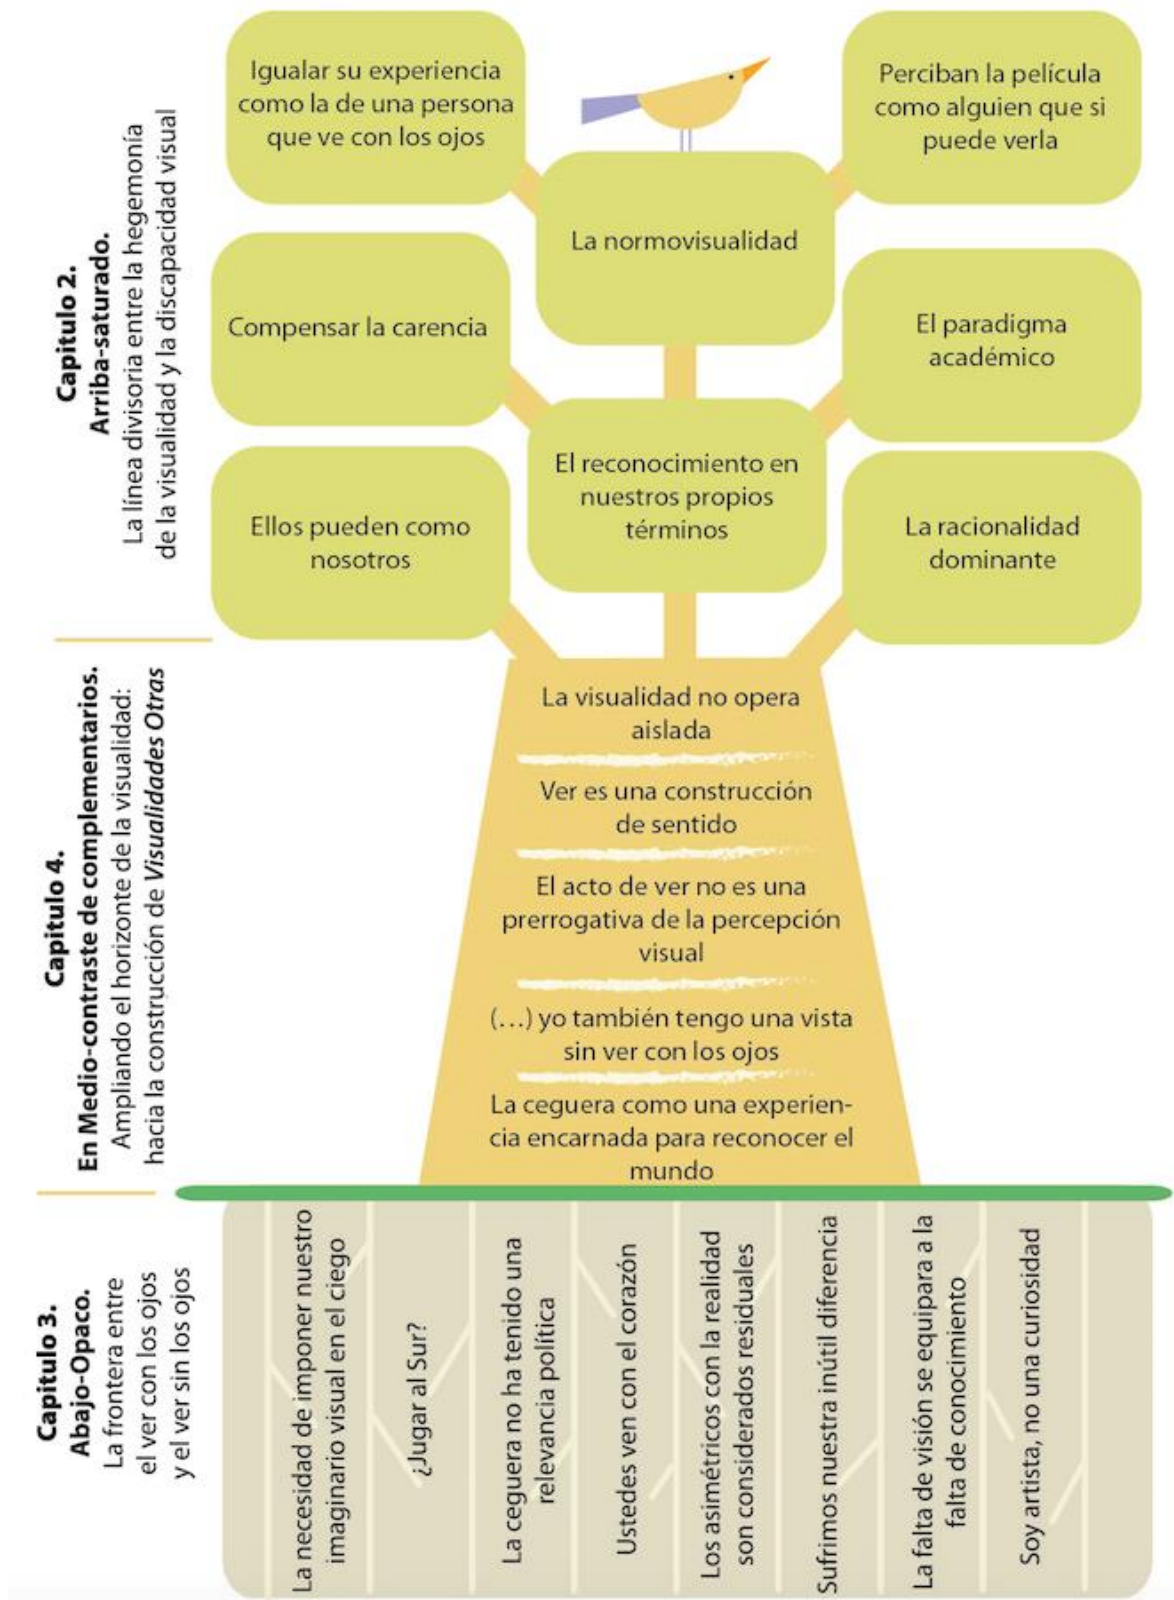 Capitulo 2.
Arriba-saturado.
La línea divisoria entre la hegemonía
de la visualidad y la discapacidad visual
Igualar su experiencia
como la de una persona
que ve con los ojos
Perciban la película
como alguien que si
puede verla
La normovisualidad
Compensar la carencia
El paradigma
académico
El reconocimiento en
nuestros propios
términos
Ellos pueden como
nosotros
La racionalidad
dominante
Capitulo 4.
En Medio-contraste de complementarios.
Ampliando el horizonte de la visualidad:
hacia la construcción de Visualidades Otras
La visualidad no opera
aislada
Ver es una construcción
de sentido
El acto de ver no es una
prerrogativa de la percepción
visual
(...) yo también tengo una vista
sin ver con los ojos
La ceguera como una experien-
cia encarnada para reconocer el
mundo
Capitulo 3.
Abajo-Opaco.
La frontera entre
el ver con los ojos
y el ver sin los ojos
La necesidad de imponer nuestro
imaginario visual en el ciego
¿Jugar al Sur?
La ceguera no ha tenido una
relevancia política
Ustedes ven con el corazón
Los asimétricos con la realidad
son considerados residuales
Sufrimos nuestra inútil diferencia
La falta de visión se equipara a la
falta de conocimiento
Soy artista, no una curiosidad